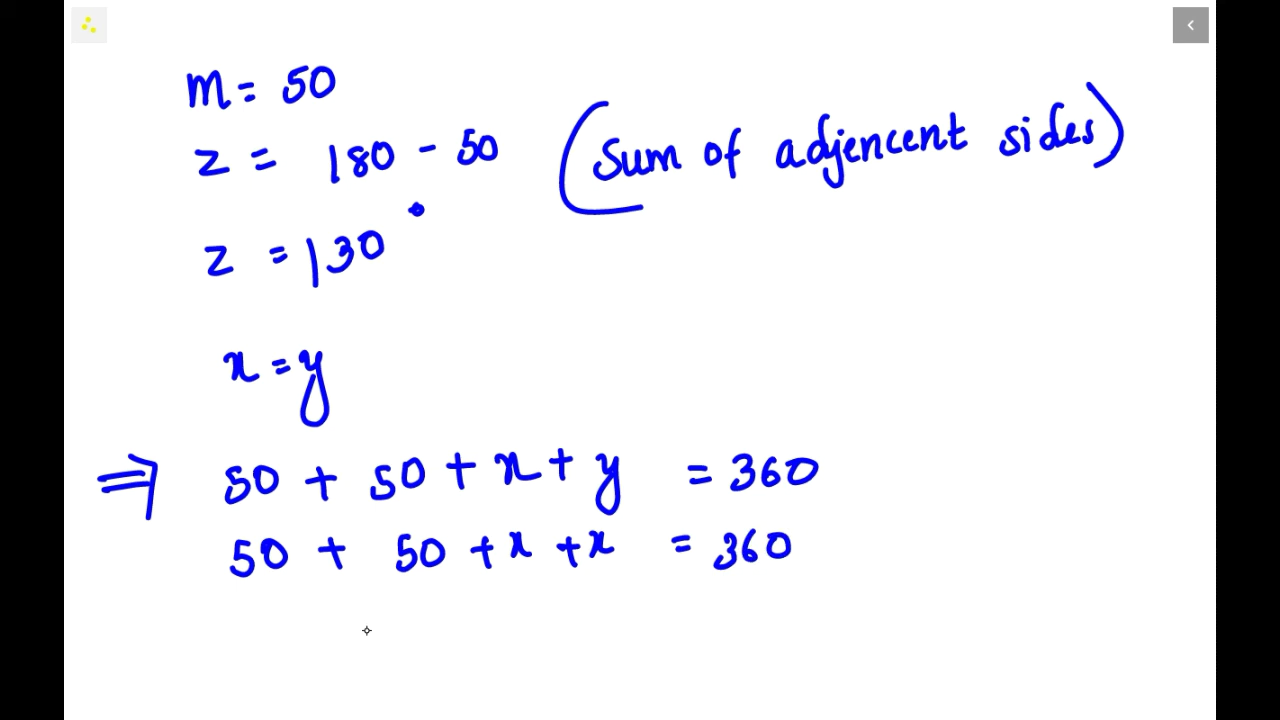 m = 50
z = 180 - 50 (Sum of adjencent sides)
z = 130°
x = y
⇒ 50 + 50 + x + y = 360
50 + 50 + x + x = 360